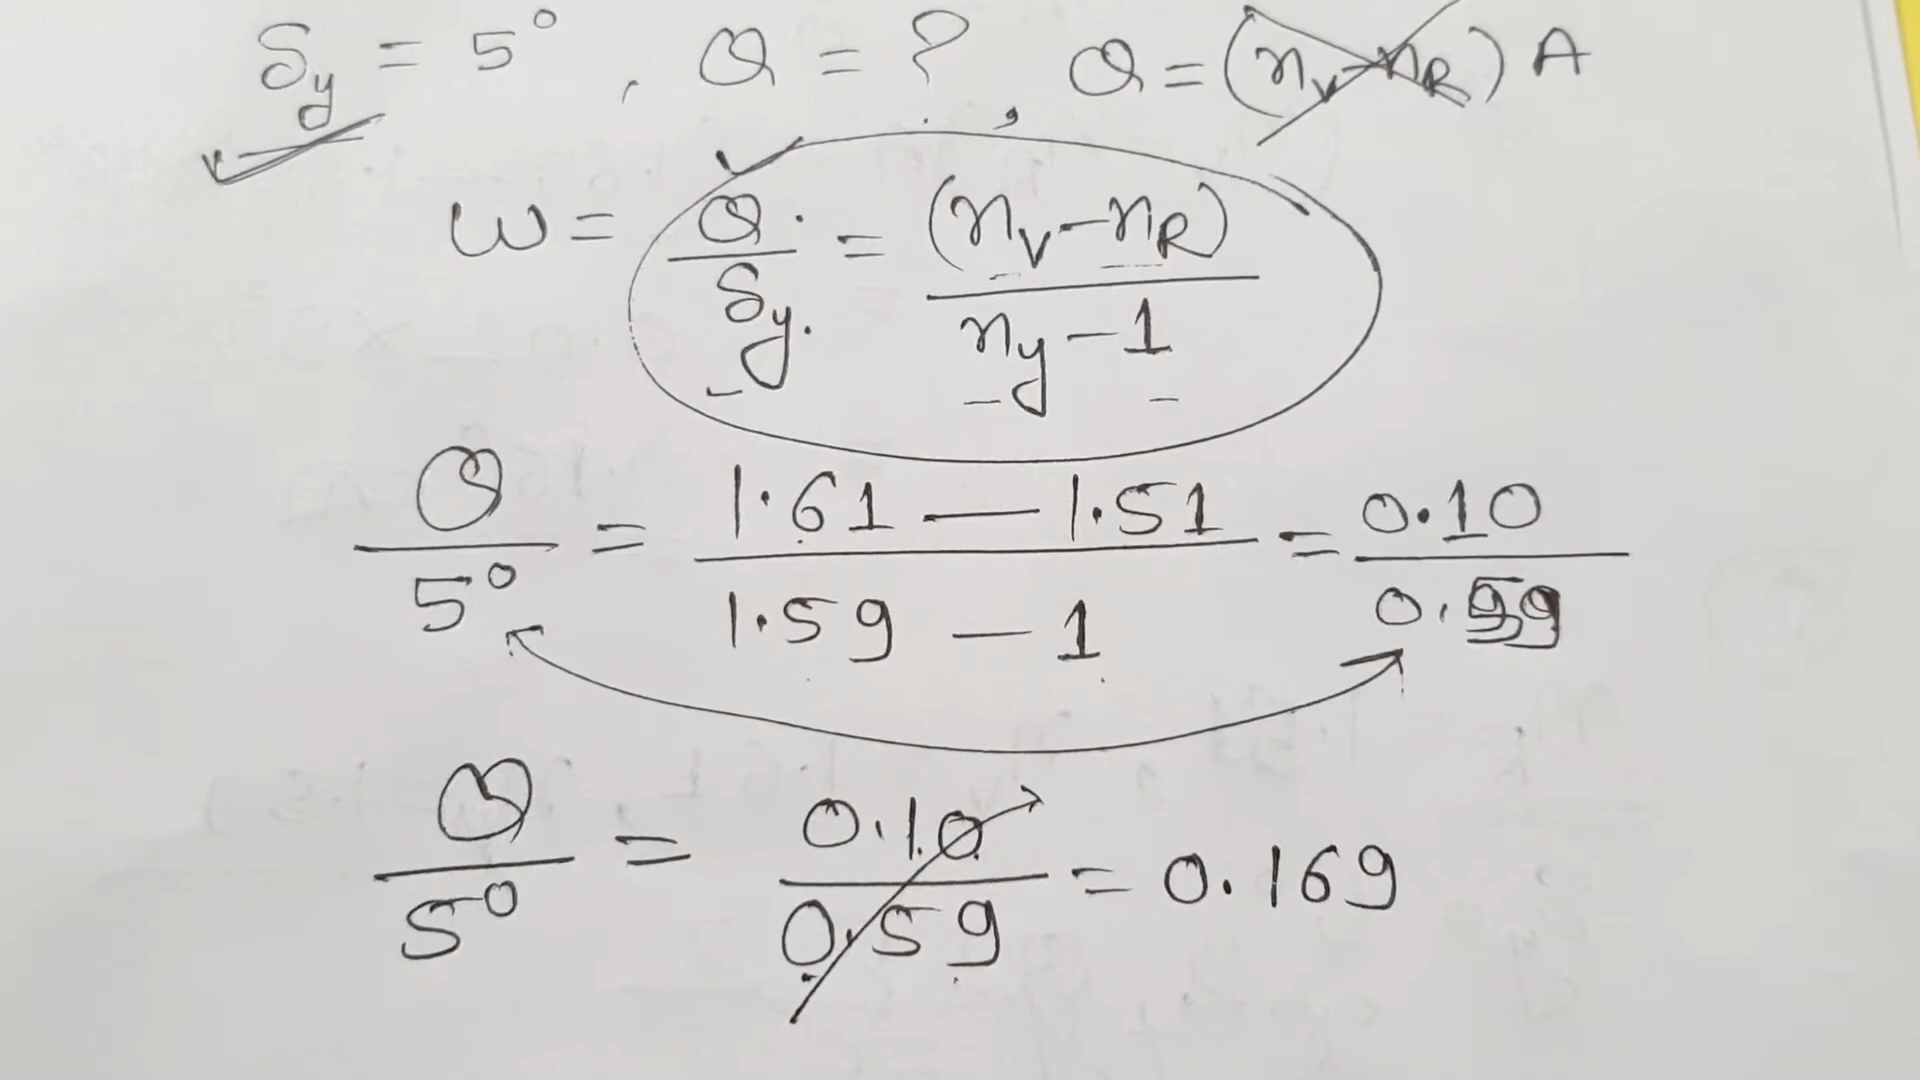 δy = 5°, θ = ?, θ = (nV - nR) A
ω = θ/δy = (nV - nR)/(ny - 1)
θ/5° = (1.61 - 1.51)/(1.59 - 1) = 0.10/0.59
θ/5° = 0.10/0.59 = 0.169